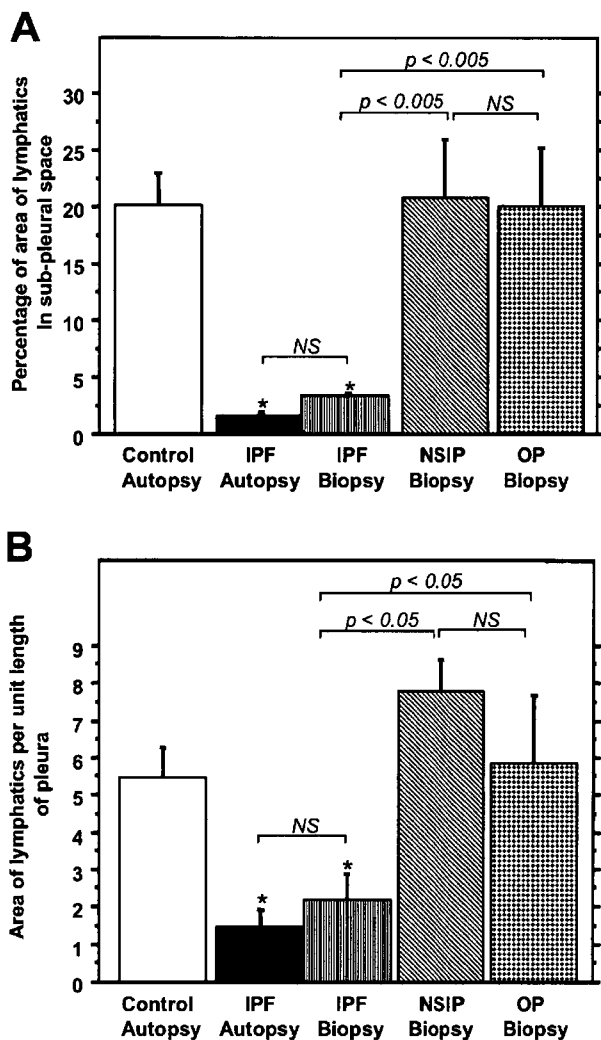 A
p < 0.005
p < 0.005
NS
NS
*
*
Percentage of area of lymphatics
In sub-pleural space
30
25
20
15
10
5
0
Control
Autopsy
IPF
Autopsy
IPF
Biopsy
NSIP
Biopsy
OP
Biopsy
B
p < 0.05
p < 0.05
NS
NS
*
*
Area of lymphatics per unit length
of pleura
9
8
7
6
5
4
3
2
1
0
Control
Autopsy
IPF
Autopsy
IPF
Biopsy
NSIP
Biopsy
OP
Biopsy